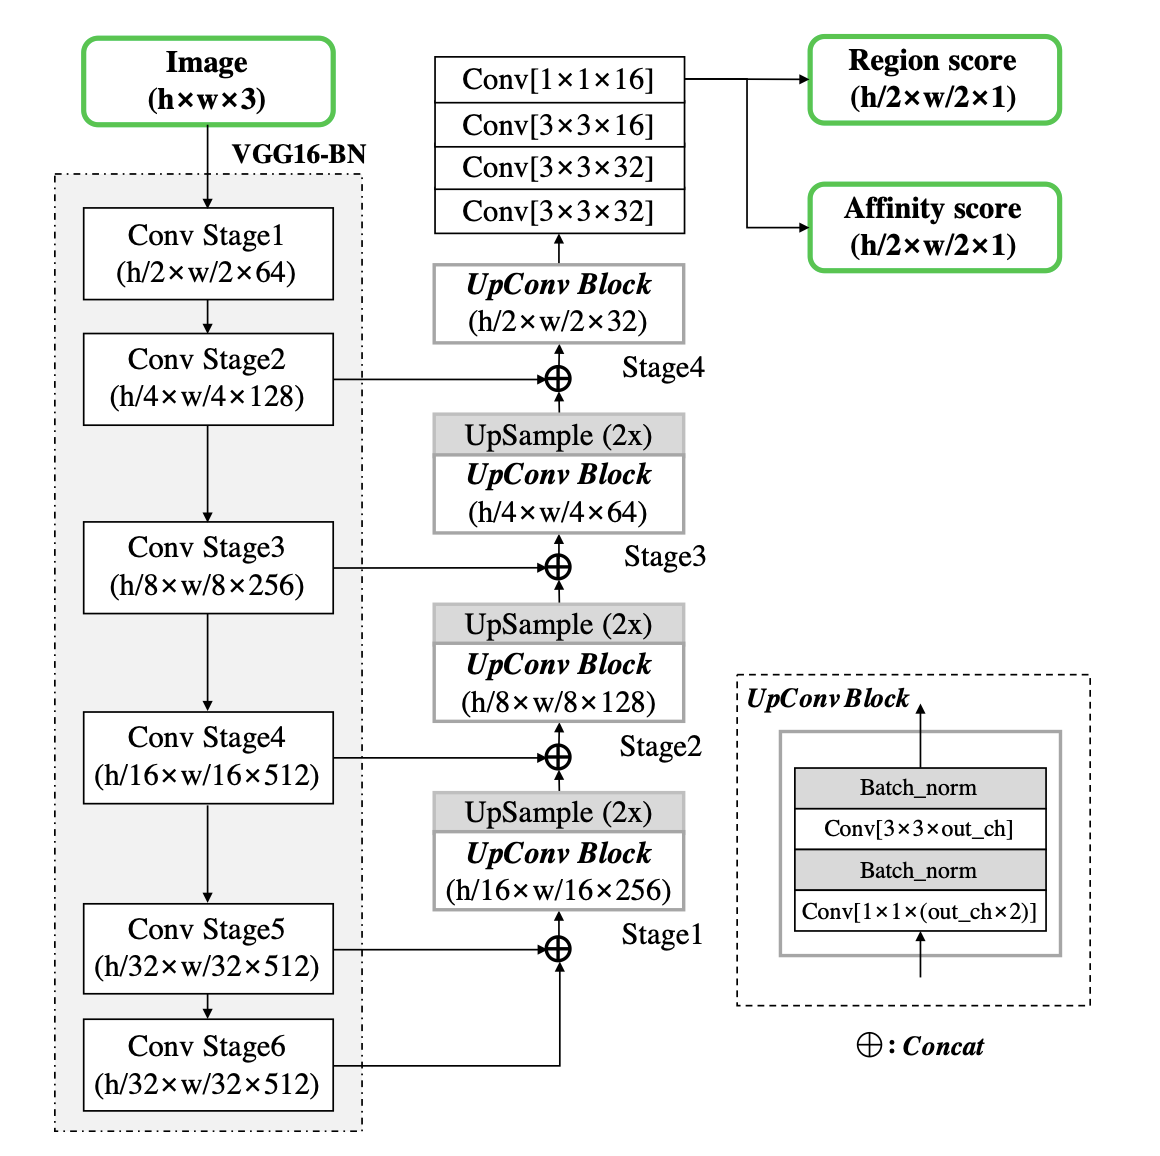 Image
(h×w×3)
VGG16-BN
Conv Stage1
(h/2×w/2×64)
Conv Stage2
(h/4×w/4×128)
Conv Stage3
(h/8×w/8×256)
Conv Stage4
(h/16×w/16×512)
Conv Stage5
(h/32×w/32×512)
Conv Stage6
(h/32×w/32×512)
Conv[1×1×16]
Conv[3×3×16]
Conv[3×3×32]
Conv[3×3×32]
UpConv Block
(h/2×w/2×32)
Stage4
UpSample (2x)
UpConv Block
(h/4×w/4×64)
Stage3
UpSample (2x)
UpConv Block
(h/8×w/8×128)
Stage2
UpSample (2x)
UpConv Block
(h/16×w/16×256)
Stage1
Region score
(h/2×w/2×1)
Affinity score
(h/2×w/2×1)
UpConv Block
Batch_norm
Conv[3×3×out_ch]
Batch_norm
Conv[1×1×(out_ch×2)]
⊕ : Concat